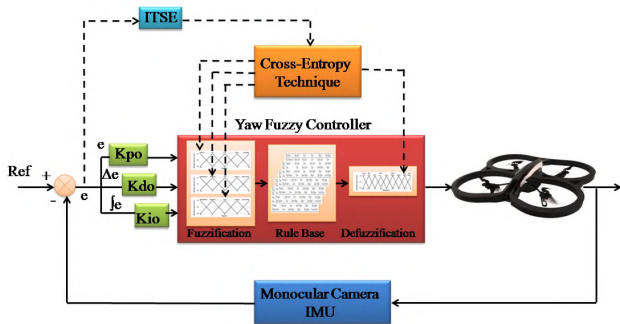 ITSE
Cross-Entropy
Technique
Yaw Fuzzy Controller
e
Kpo
Ref
+
Δe
Kdo
-
e
∫e
Kio
Fuzzification
Rule Base
Defuzzification
Monocular Camera
IMU